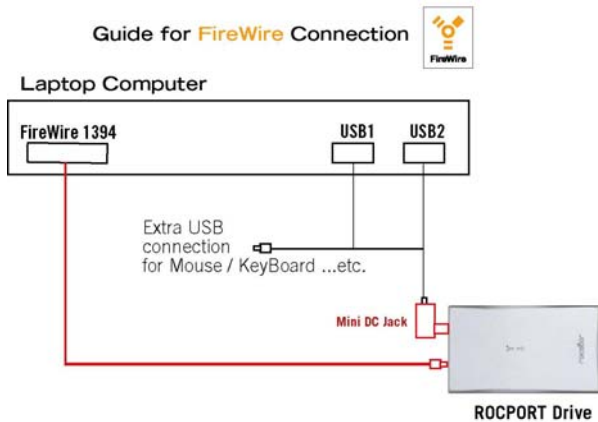 Guide for FireWire Connection
FireWire
Laptop Computer
FireWire 1394
USB1
USB2
Extra USB
connection
for Mouse / KeyBoard ...etc.
Mini DC Jack
ROCPORT Drive